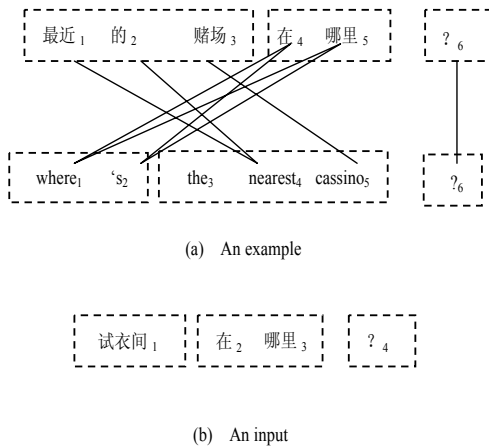 最近 1 的 2 赌场 3 在 4 哪里 5 ？ 6
where1 ‘s2 the3 nearest4 cassino5 ?6
(a) An example
试衣间 1 在 2 哪里 3 ？ 4
(b) An input